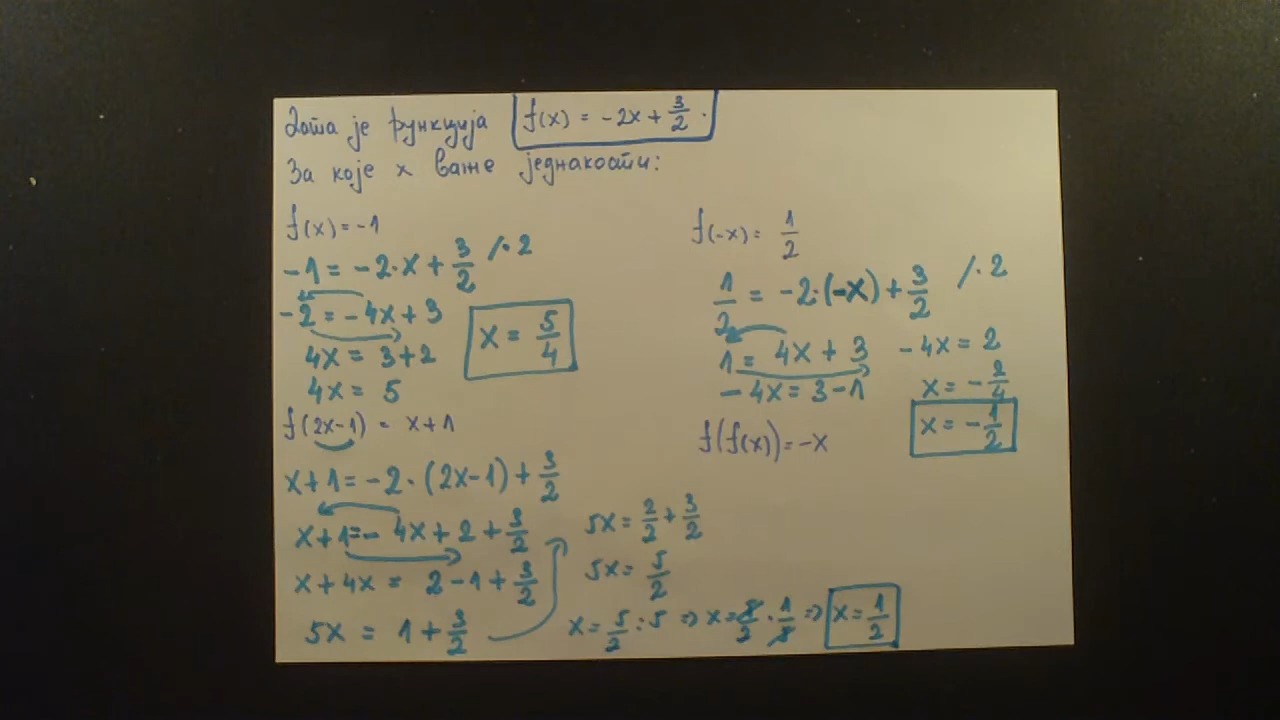 Дата је функција f(x) = -2x + 3/2.
За које x важе једнакости:
f(x) = -1
-1 = -2·x + 3/2 /·2
-2 = -4x + 3
4x = 3+2
4x = 5
x = 5/4
f(-x) = 1/2
1/2 = -2·(-x) + 3/2 /·2
1 = 4x + 3
-4x = 3-1
-4x = 2
x = -2/4
x = -1/2
f(2x-1) = x+1
x+1 = -2·(2x-1) + 3/2
x+1 = -4x + 2 + 3/2
x + 4x = 2-1 + 3/2
5x = 1 + 3/2
5x = 2/2 + 3/2
5x = 5/2
x = 5/2 : 5 ⇒ x = 5/2 · 1/5 ⇒ x = 1/2
f(f(x)) = -x